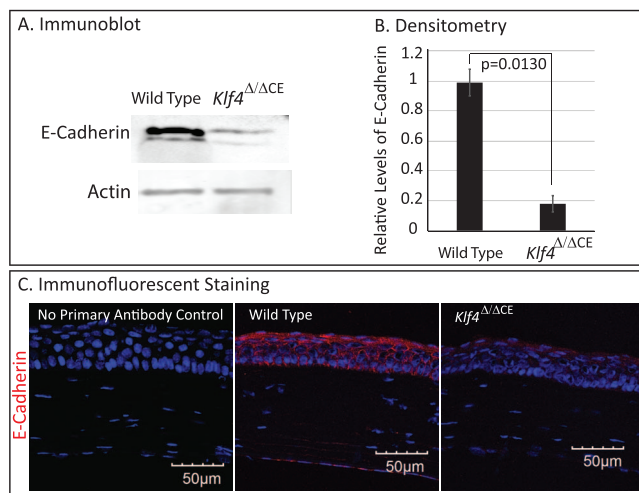 A. Immunoblot
Wild Type Klf4Δ/ΔCE
E-Cadherin
Actin
B. Densitometry
Relative Levels of E-Cadherin
1.2
1
0.8
0.6
0.4
0.2
0
p=0.0130
Wild Type Klf4Δ/ΔCE
C. Immunofluorescent Staining
E-Cadherin
No Primary Antibody Control
50μm
Wild Type
50μm
Klf4Δ/ΔCE
50μm